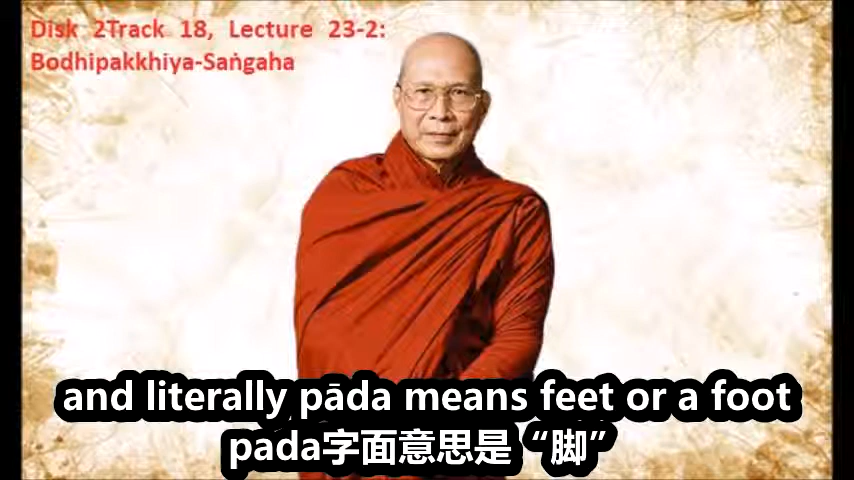 Disk 2Track 18, Lecture 23-2:
Bodhipakkhiya-Saṅgaha
and literally pāda means feet or a foot
pada字面意思是“脚”